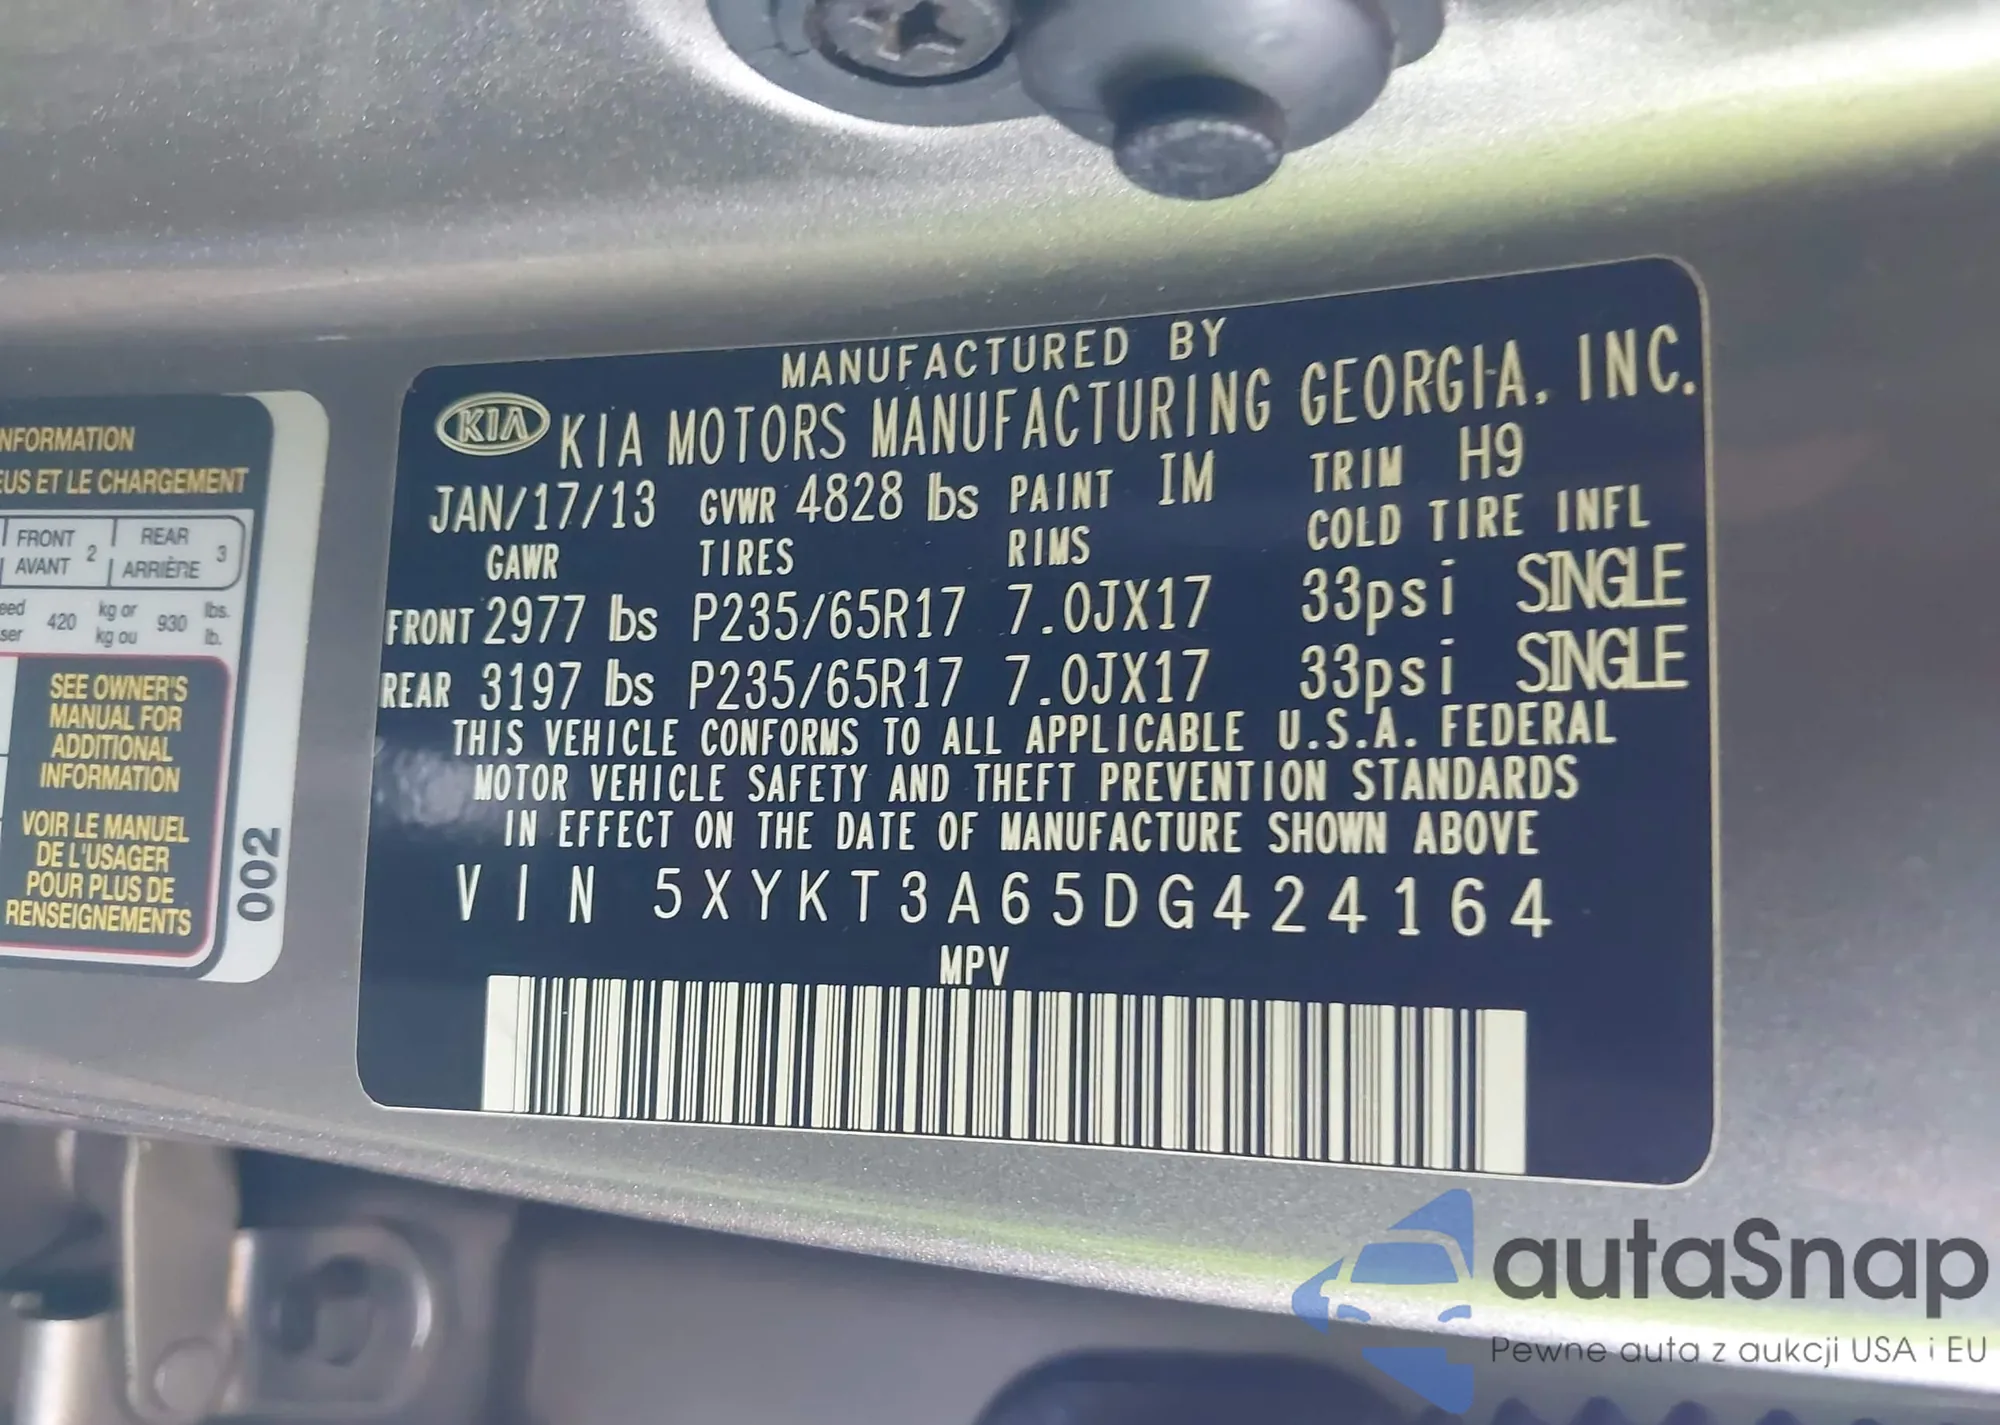 NFORMATION
EUS ET LE CHARGEMENT
FRONT AVANT 2 REAR ARRIÈRE 3
420 kg or kg ou 930 lbs. lb.
SEE OWNER'S
MANUAL FOR
ADDITIONAL
INFORMATION
VOIR LE MANUEL
DE L'USAGER
POUR PLUS DE
RENSEIGNEMENTS
002
MANUFACTURED BY
KIA KIA MOTORS MANUFACTURING GEORGIA, INC.
JAN/17/13 GVWR 4828 lbs PAINT IM TRIM H9
GAWR TIRES RIMS COLD TIRE INFL
FRONT 2977 lbs P235/65R17 7.0JX17 33psi SINGLE
REAR 3197 lbs P235/65R17 7.0JX17 33psi SINGLE
THIS VEHICLE CONFORMS TO ALL APPLICABLE U.S.A. FEDERAL
MOTOR VEHICLE SAFETY AND THEFT PREVENTION STANDARDS
IN EFFECT ON THE DATE OF MANUFACTURE SHOWN ABOVE
VIN 5XYKT3A65DG424164
MPV
autaSnap
Pewne auta z aukcji USA i EU